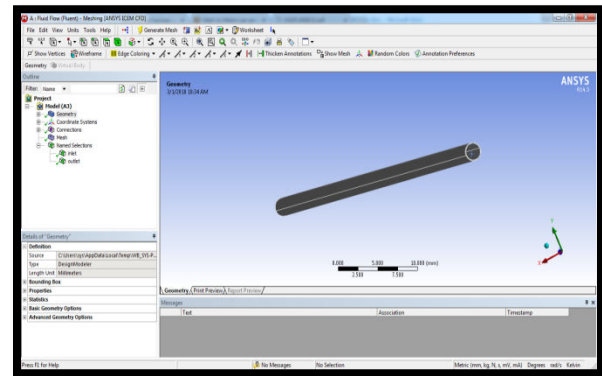 A : Fluid Flow (Fluent) - Meshing [ANSYS ICEM CFD]
File Edit View Units Tools Help Generate Mesh Worksheet
Show Vertices Wireframe Edge Coloring Thicken Annotations Show Mesh Random Colors Annotation Preferences
Geometry Virtual Body
Outline
Filter: Name
Project
Model (A3)
Geometry
Coordinate Systems
Connections
Mesh
Named Selections
inlet
outlet
Geometry
ANSYS
Y
X
0.000 5.000 10.000 (mm)
2.500 7.500
Details of "Geometry"
Definition
Type DesignModeler
Length Unit Millimeters
Bounding Box
Properties
Statistics
Basic Geometry Options
Advanced Geometry Options
Geometry Print Preview Report Preview
Messages
Text Association Timestamp
Press F1 for Help No Messages No Selection Metric (mm, kg, N, s, mV, mA) Degrees rad/s Kelvin